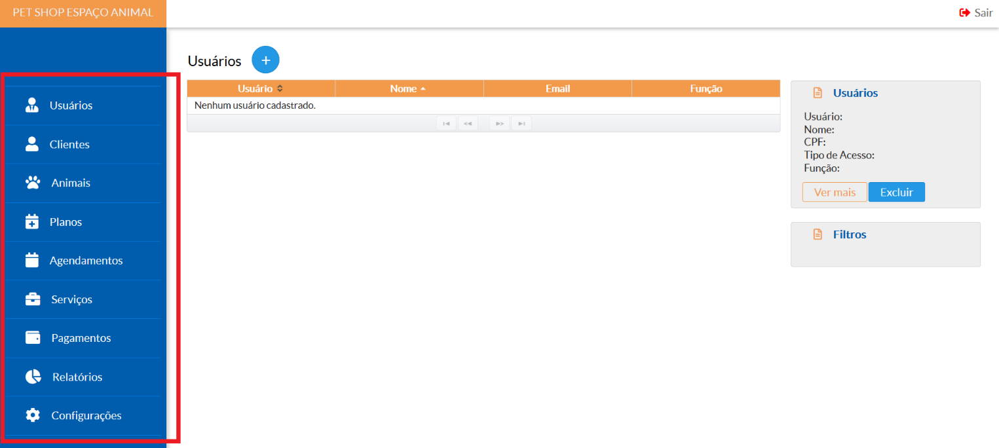 PET SHOP ESPAÇO ANIMAL
Sair
Usuários
Clientes
Animais
Planos
Agendamentos
Serviços
Pagamentos
Relatórios
Configurações
Usuários +
Usuário Nome Email Função
Nenhum usuário cadastrado.
Usuários
Usuário:
Nome:
CPF:
Tipo de Acesso:
Função:
Ver mais Excluir
Filtros